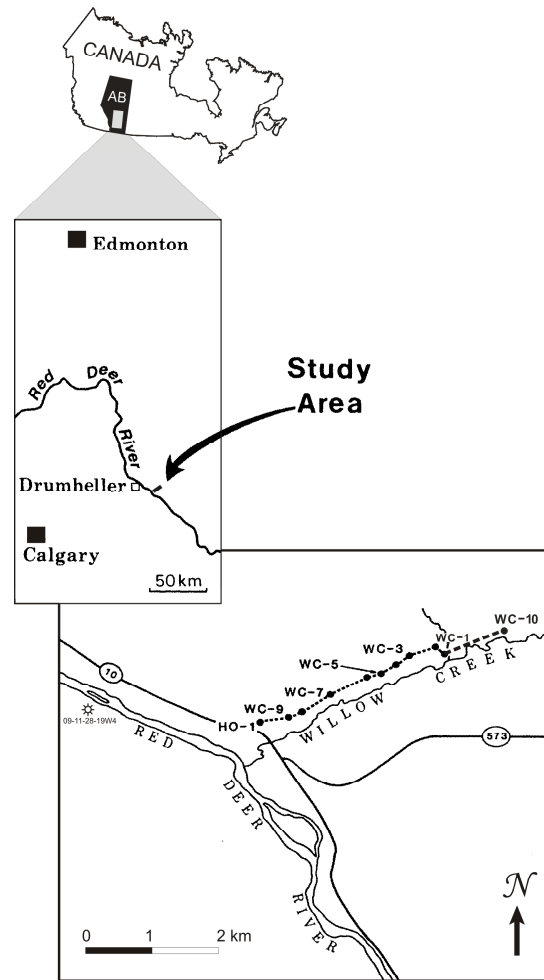 CANADA
AB
Edmonton
Red Deer River
Study
Area
Drumheller
Calgary
50 km
WC-10
WC-1
WC-3
WC-5
WC-7
WC-9
HO-1
WILLOW CREEK
10
09-11-28-19W4
573
RED DEER RIVER
N
0 1 2 km